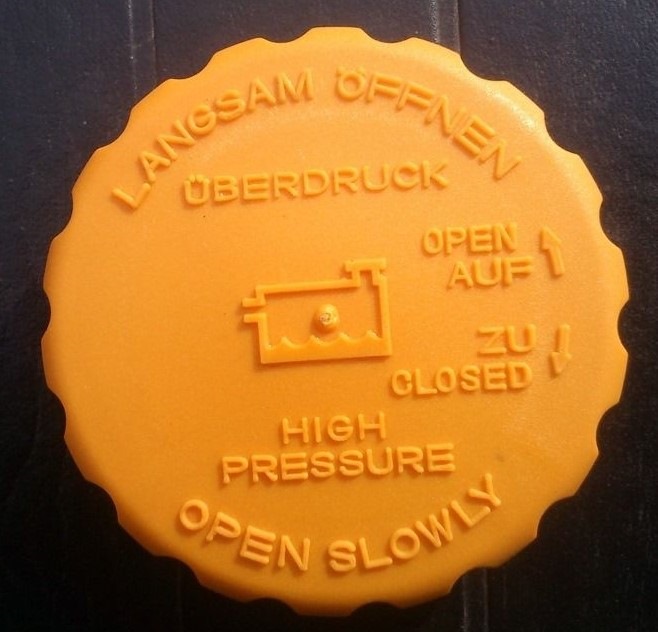 LANGSAM ÖFFNEN
ÜBERDRUCK
OPEN
AUF
ZU
CLOSED
HIGH
PRESSURE
OPEN SLOWLY